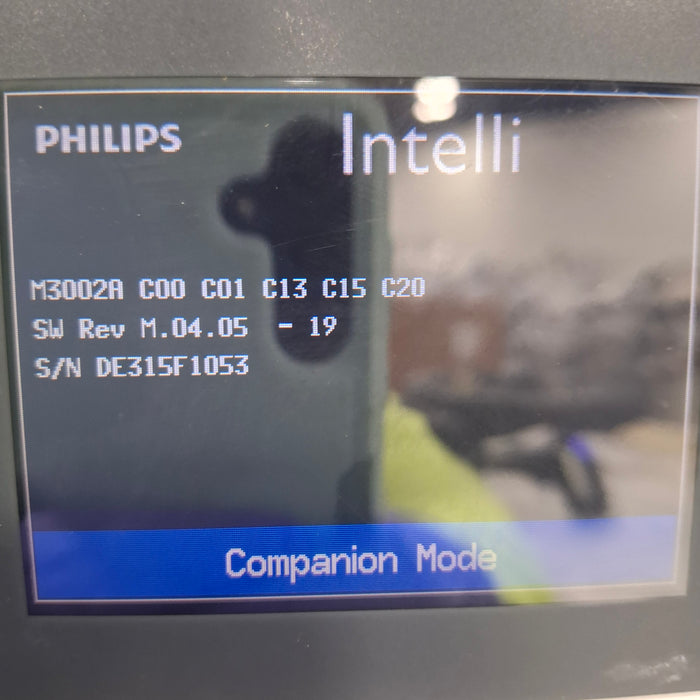 PHILIPS
Intelli
M3002A C00 C01 C13 C15 C20
SW Rev M.04.05 - 19
S/N DE315F1053
Companion Mode